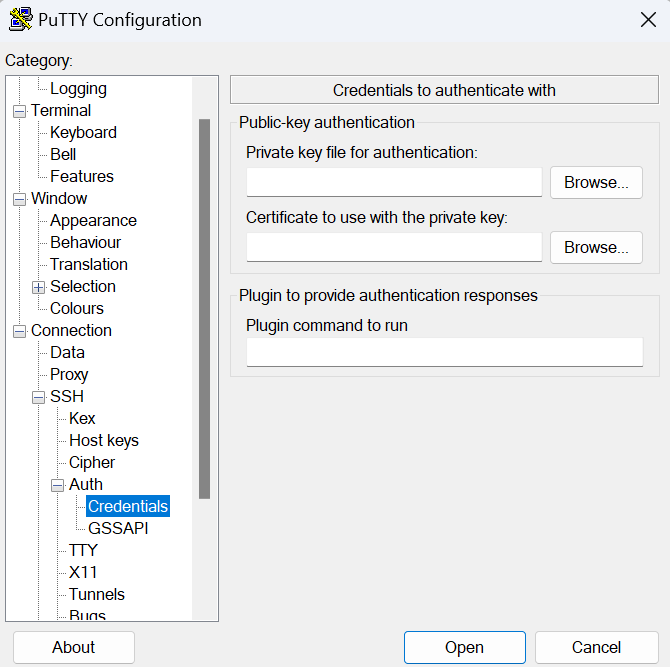 PuTTY Configuration
Category:
Logging
Terminal
Keyboard
Bell
Features
Window
Appearance
Behaviour
Translation
Selection
Colours
Connection
Data
Proxy
SSH
Kex
Host keys
Cipher
Auth
Credentials
GSSAPI
TTY
X11
Tunnels
Bugs
Credentials to authenticate with
Public-key authentication
Private key file for authentication:
Browse...
Certificate to use with the private key:
Browse...
Plugin to provide authentication responses
Plugin command to run
About
Open
Cancel